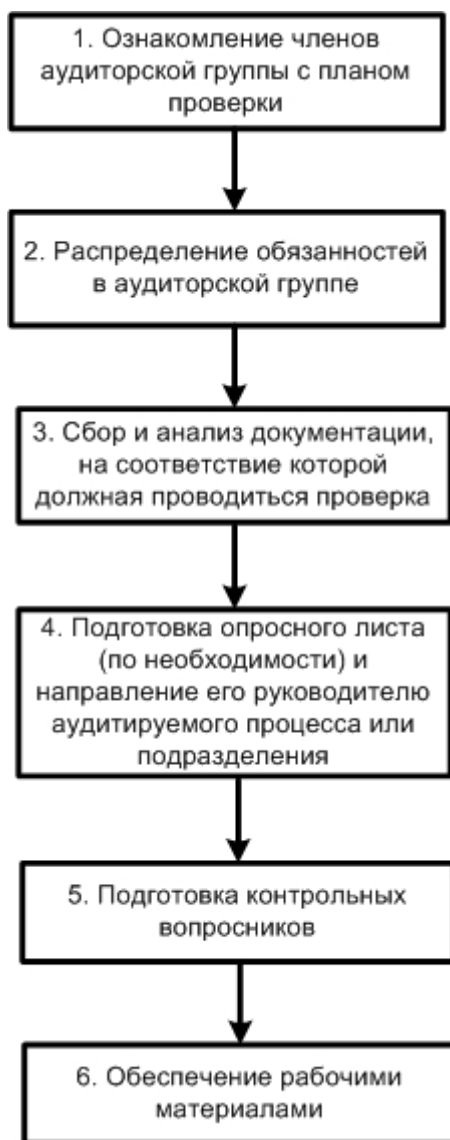 1. Ознакомление членов
аудиторской группы с планом
проверки
2. Распределение обязанностей
в аудиторской группе
3. Сбор и анализ документации,
на соответствие которой
должная проводиться проверка
4. Подготовка опросного листа
(по необходимости) и
направление его руководителю
аудитируемого процесса или
подразделения
5. Подготовка контрольных
вопросников
6. Обеспечение рабочими
материалами